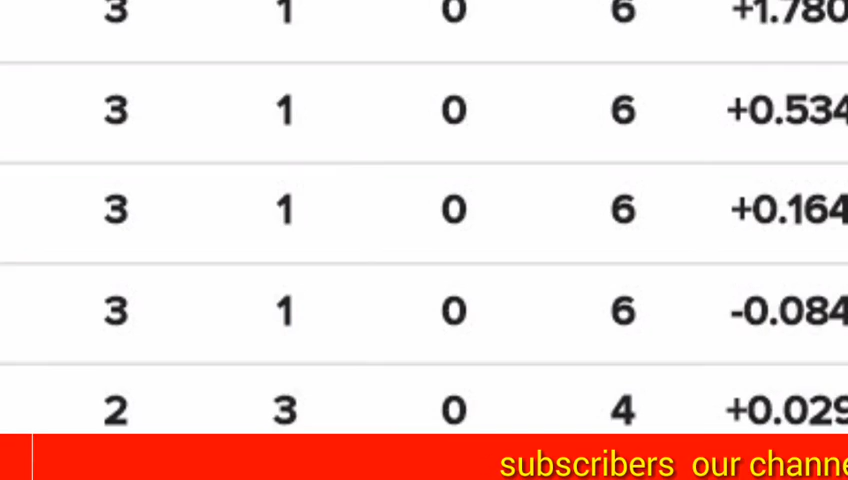 3 1 0 6 +1.780
3 1 0 6 +0.534
3 1 0 6 +0.164
3 1 0 6 -0.084
2 3 0 4 +0.029
subscribers our channe